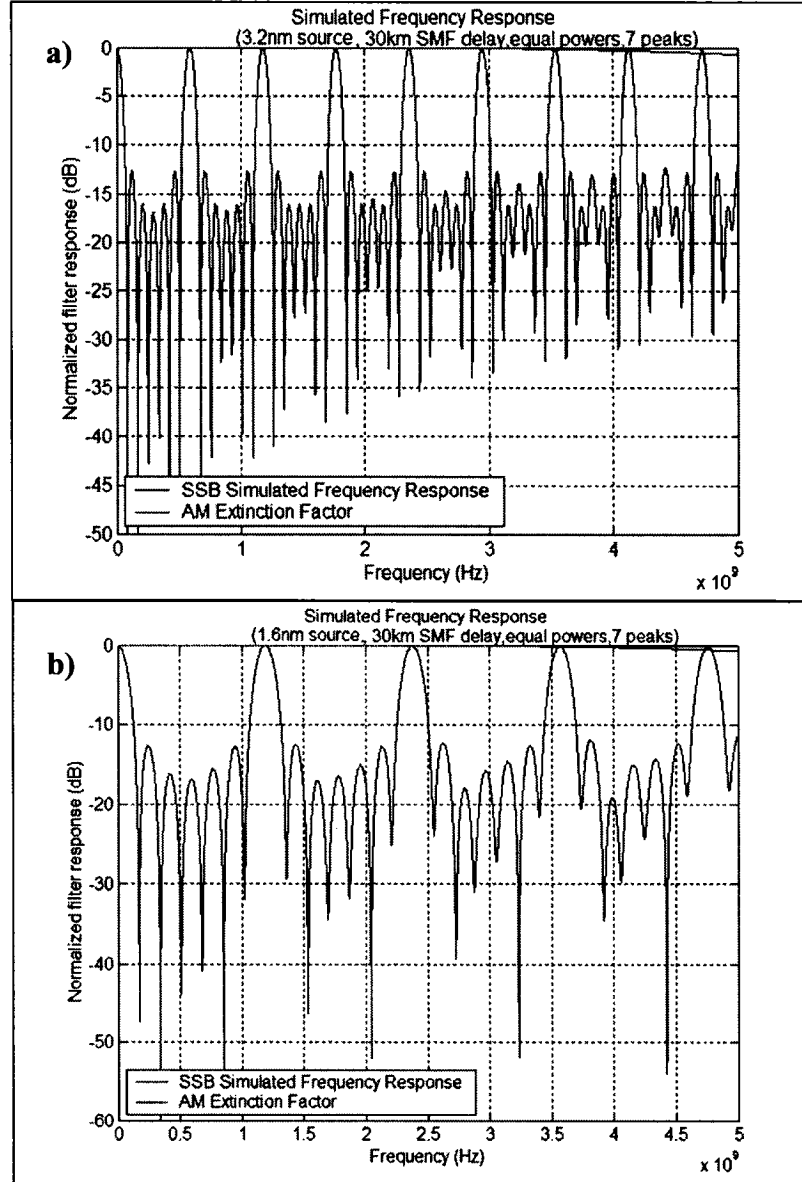 Simulated Frequency Response
(3.2nm source, 30km SMF delay,equal powers,7 peaks)
a)
Normalized filter response (dB)
0
-5
-10
-15
-20
-25
-30
-35
-40
-45
-50
SSB Simulated Frequency Response
AM Extinction Factor
0 1 2 3 4 5
Frequency (Hz)
x 10⁹
Simulated Frequency Response
(1.6nm source, 30km SMF delay,equal powers,7 peaks)
b)
Normalized filter response (dB)
0
-10
-20
-30
-40
-50
-60
SSB Simulated Frequency Response
AM Extinction Factor
0 0.5 1 1.5 2 2.5 3 3.5 4 4.5 5
Frequency (Hz)
x 10⁹